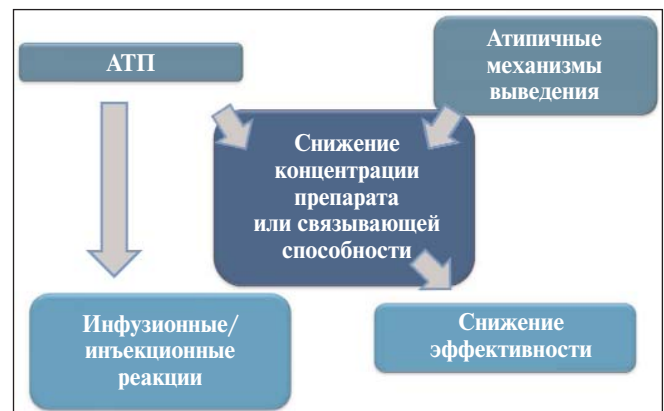 АТП
Атипичные
механизмы
выведения
Снижение
концентрации
препарата
или связывающей
способности
Инфузионные/
инъекционные
реакции
Снижение
эффективности